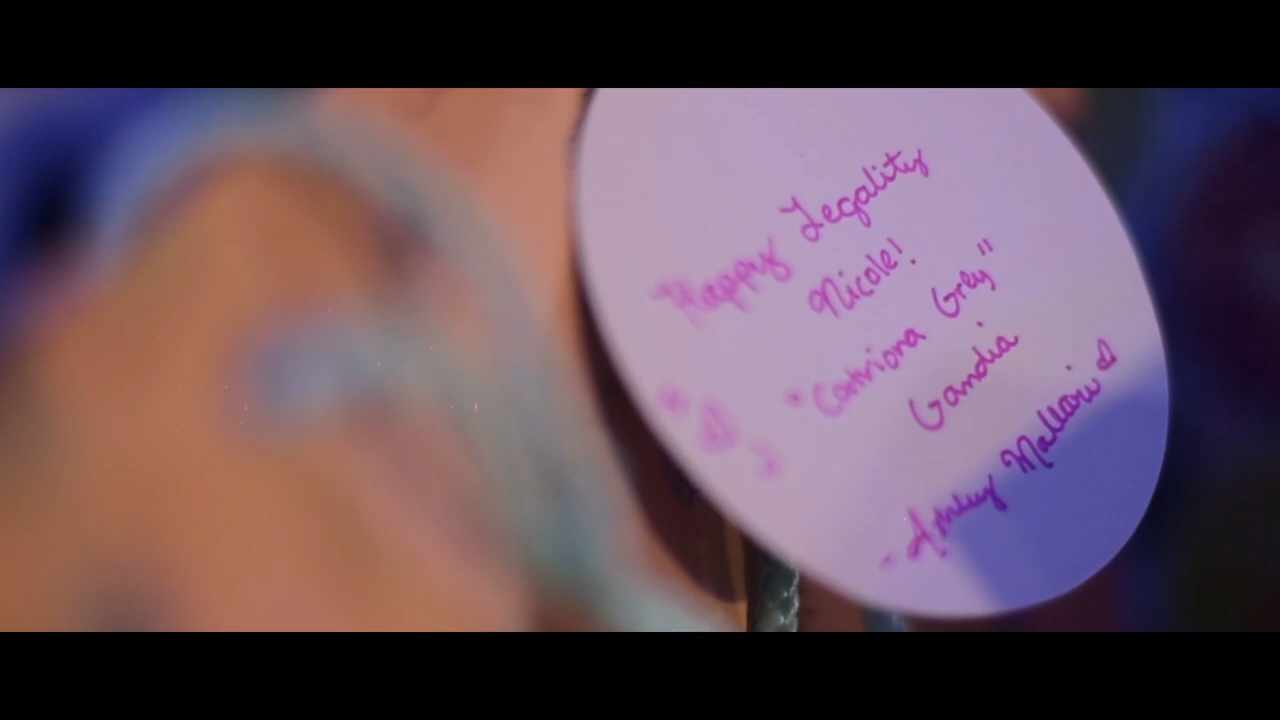 Happy Legality
Nicole!
"Catriona Grey"
Gandia
- Ashley Mallari